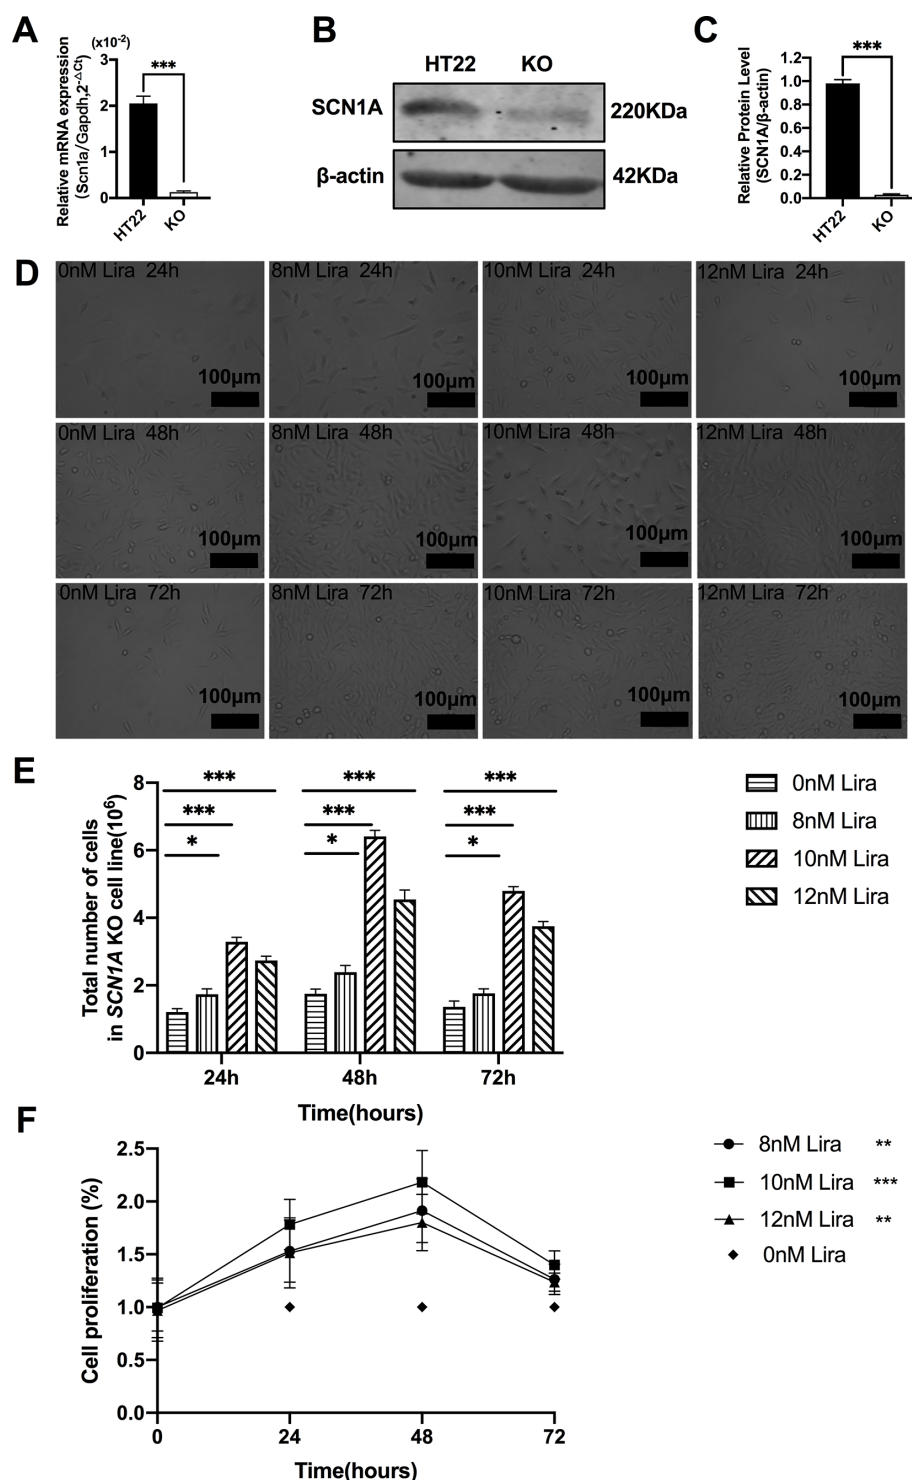 A
Relative mRNA expression
(Scn1a/Gapdh,2-△Ct)
(x10-2)
3
2
1
0
***
HT22
KO
B
HT22 KO
SCN1A
220KDa
β-actin
42KDa
C
Relative Protein Level
(SCN1A/β-actin)
1.2
1.0
0.8
0.6
0.4
0.2
0.0
***
HT22
KO
D
0nM Lira 24h
100μm
8nM Lira 24h
100μm
10nM Lira 24h
100μm
12nM Lira 24h
100μm
0nM Lira 48h
100μm
8nM Lira 48h
100μm
10nM Lira 48h
100μm
12nM Lira 48h
100μm
0nM Lira 72h
100μm
8nM Lira 72h
100μm
10nM Lira 72h
100μm
12nM Lira 72h
100μm
E
Total number of cells
in SCN1A KO cell line(106)
8
6
4
2
0
***
***
*
***
***
*
***
***
*
24h
48h
72h
Time(hours)
0nM Lira
8nM Lira
10nM Lira
12nM Lira
F
Cell proliferation (%)
2.5
2.0
1.5
1.0
0.5
0.0
0
24
48
72
Time(hours)
8nM Lira **
10nM Lira ***
12nM Lira **
0nM Lira